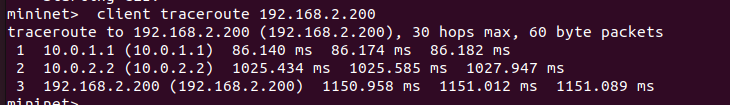 mininet> client traceroute 192.168.2.200
traceroute to 192.168.2.200 (192.168.2.200), 30 hops max, 60 byte packets
1 10.0.1.1 (10.0.1.1) 86.140 ms 86.174 ms 86.182 ms
2 10.0.2.2 (10.0.2.2) 1025.434 ms 1025.585 ms 1027.947 ms
3 192.168.2.200 (192.168.2.200) 1150.958 ms 1151.012 ms 1151.089 ms
mininet>